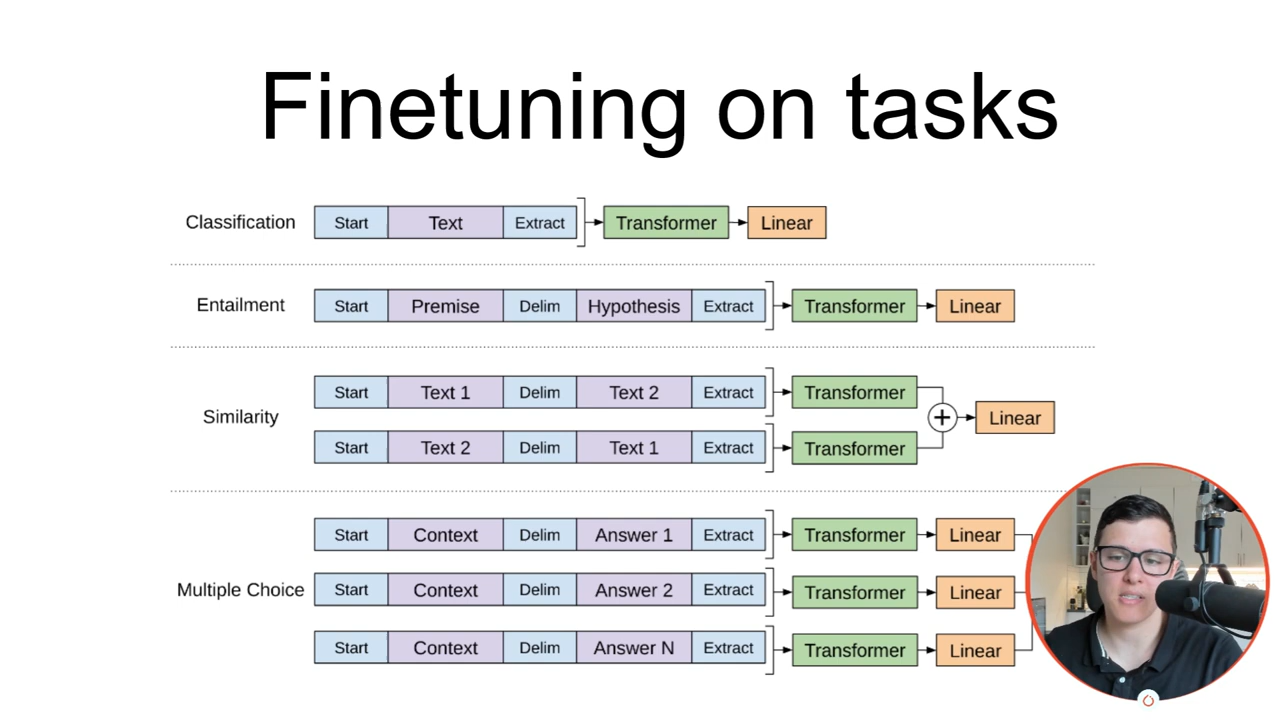 Finetuning on tasks
Classification Start Text Extract Transformer Linear
Entailment Start Premise Delim Hypothesis Extract Transformer Linear
Start Text 1 Delim Text 2 Extract Transformer
Similarity + Linear
Start Text 2 Delim Text 1 Extract Transformer
Start Context Delim Answer 1 Extract Transformer Linear
Multiple Choice Start Context Delim Answer 2 Extract Transformer Linear
Start Context Delim Answer N Extract Transformer Linear